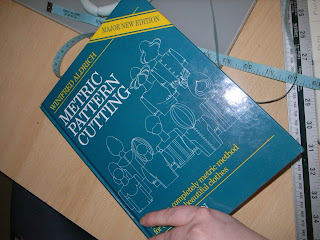 MAJOR NEW EDITION
WINIFRED ALDRICH
METRIC
PATTERN
CUTTING
completely metric method
beautiful clothes